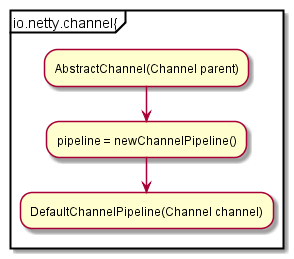 io.netty.channel{
AbstractChannel(Channel parent)
pipeline = newChannelPipeline()
DefaultChannelPipeline(Channel channel)